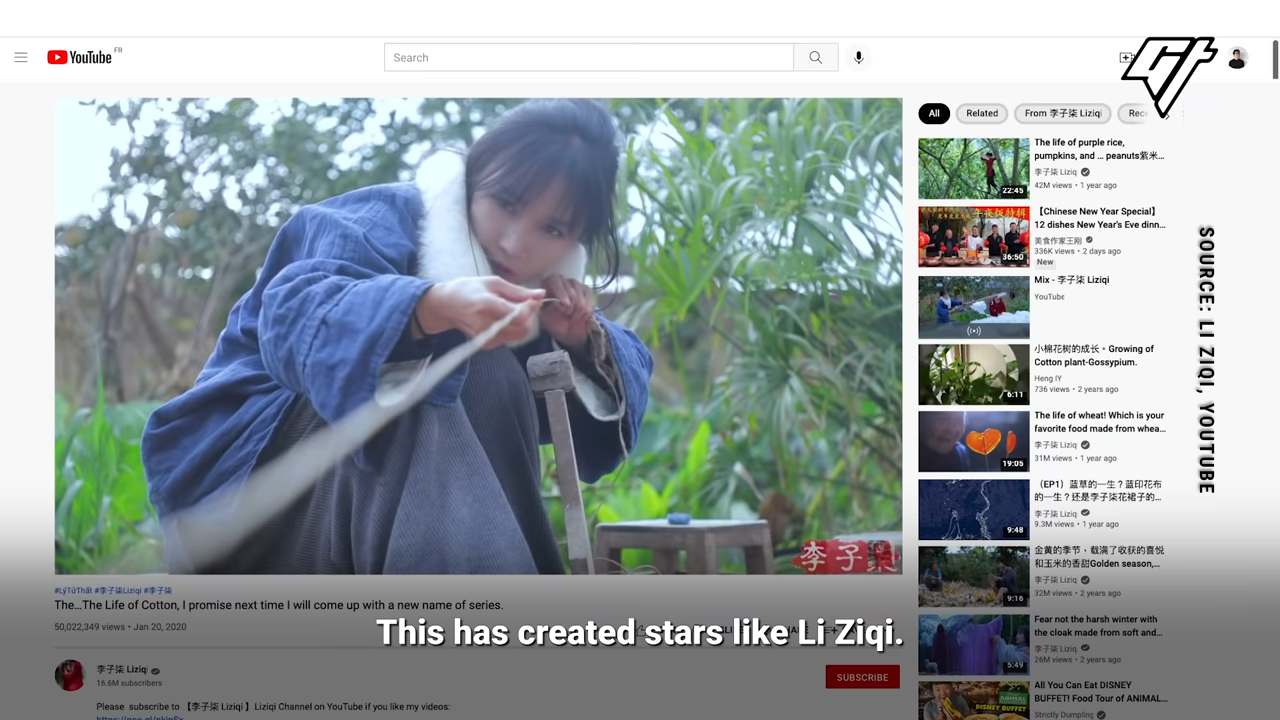 YouTube FR
Search
All
Related
From 李子柒 Liziqi
The life of purple rice,
pumpkins, and ... peanuts紫米...
李子柒 Liziqi
42M views • 1 year ago
22:45
【Chinese New Year Special】
12 dishes New Year's Eve dinn...
美食作家王刚
336K views • 2 days ago
New
36:50
Mix - 李子柒 Liziqi
YouTube
小棉花树的成长。Growing of
Cotton plant-Gossypium.
Heng IY
736 views • 2 years ago
6:11
The life of wheat! Which is your
favorite food made from whea...
李子柒 Liziqi
31M views • 1 year ago
19:05
（EP1）蓝草的一生？蓝印花布
的一生？还是李子柒花裙子的...
李子柒 Liziqi
9.3M views • 1 year ago
9:48
金黄的季节，载满了收获的喜悦
和玉米的香甜Golden season,...
李子柒 Liziqi
32M views • 2 years ago
9:16
Fear not the harsh winter with
the cloak made from soft and...
李子柒 Liziqi
26M views • 2 years ago
5:49
All You Can Eat DISNEY
BUFFET! Food Tour of ANIMAL...
Strictly Dumpling
DISNEY BUFFET
SOURCE: LI ZIQI, YOUTUBE
李子柒
#LýTửThất #李子柒Liziqi #李子柒
The...The Life of Cotton, I promise next time I will come up with a new name of series.
50,022,349 views • Jan 20, 2020
This has created stars like Li Ziqi.
李子柒 Liziqi
16.6M subscribers
SUBSCRIBE
Please subscribe to 【李子柒 Liziqi 】Liziqi Channel on YouTube if you like my videos: